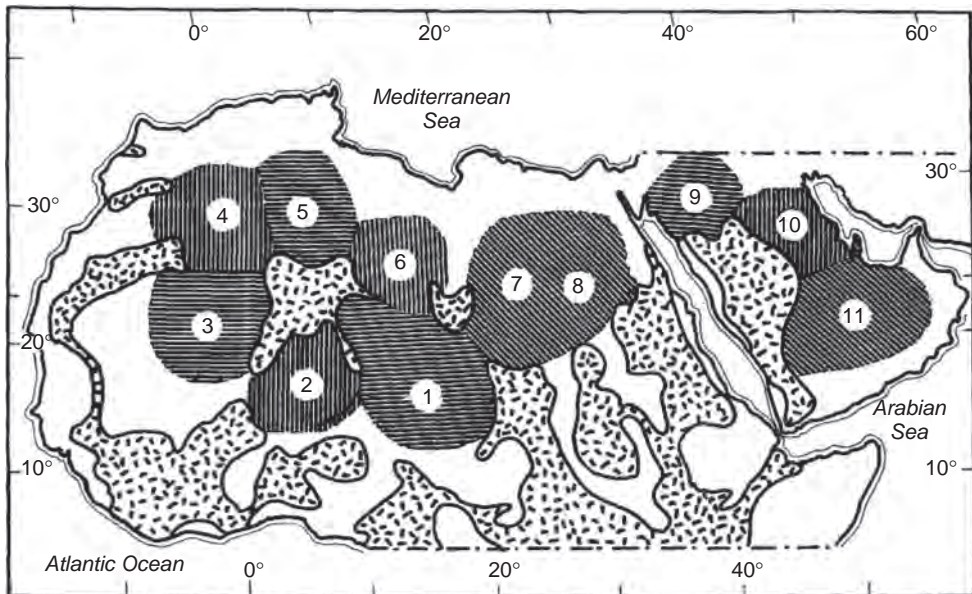 0° 20° 40° 60°
Mediterranean
Sea
30° 30°
4 5 9 10
6 7 8 11
3
20°
2 1
Arabian
Sea
10° 10°
Atlantic Ocean
0° 20° 40°